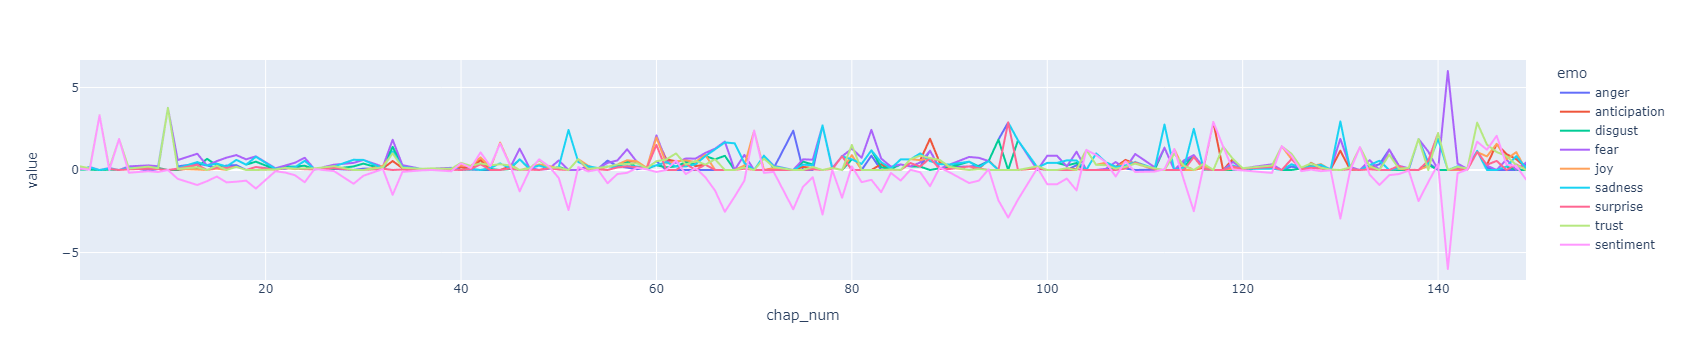 emo
anger
anticipation
disgust
fear
joy
sadness
surprise
trust
sentiment
value
5
0
−5
20
40
60
80
100
120
140
chap_num